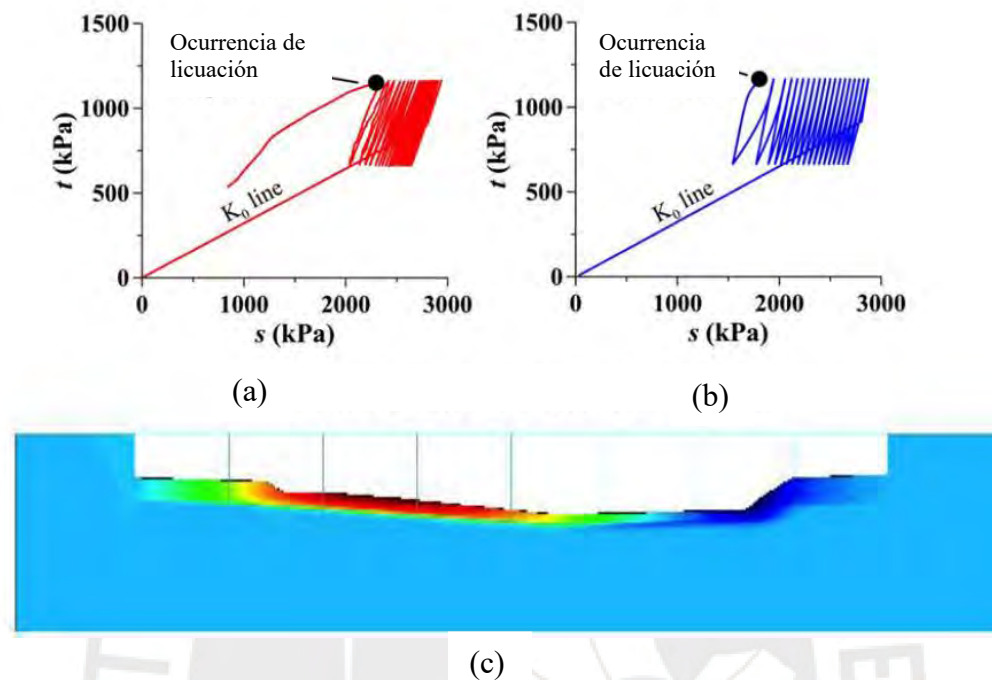 1500
1000
500
0
t (kPa)
Ocurrencia de
licuación
K₀ line
0
1000
2000
3000
s (kPa)
(a)
1500
1000
500
0
t (kPa)
Ocurrencia
de licuación
K₀ line
0
1000
2000
3000
s (kPa)
(b)
(c)